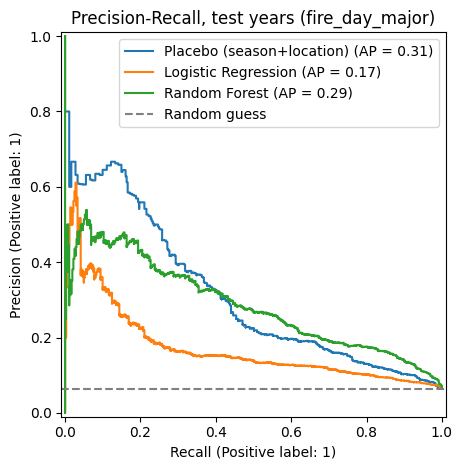 Precision-Recall, test years (fire_day_major)
Placebo (season+location) (AP = 0.31)
Logistic Regression (AP = 0.17)
Random Forest (AP = 0.29)
Random guess
Precision (Positive label: 1)
1.0
0.8
0.6
0.4
0.2
0.0
0.0 0.2 0.4 0.6 0.8 1.0
Recall (Positive label: 1)